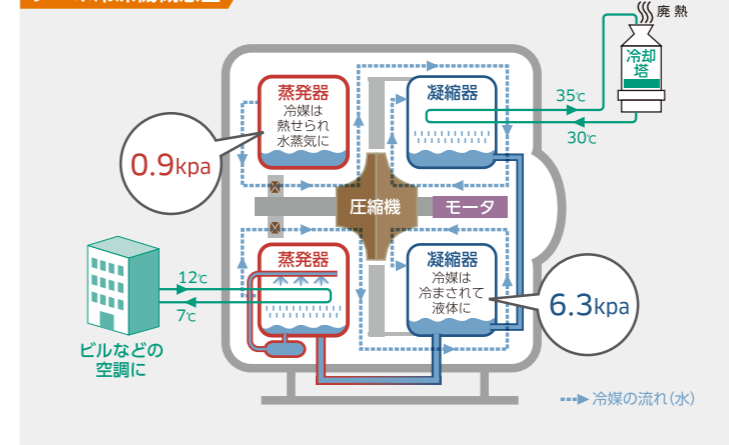 廃熱
冷却
塔
蒸発器
冷媒は
熱せられ
水蒸気に
凝縮器
35℃
30℃
0.9kpa
圧縮機
モータ
蒸発器
凝縮器
冷媒は
冷まされて
液体に
6.3kpa
12℃
7℃
ビルなどの
空調に
冷媒の流れ(水)